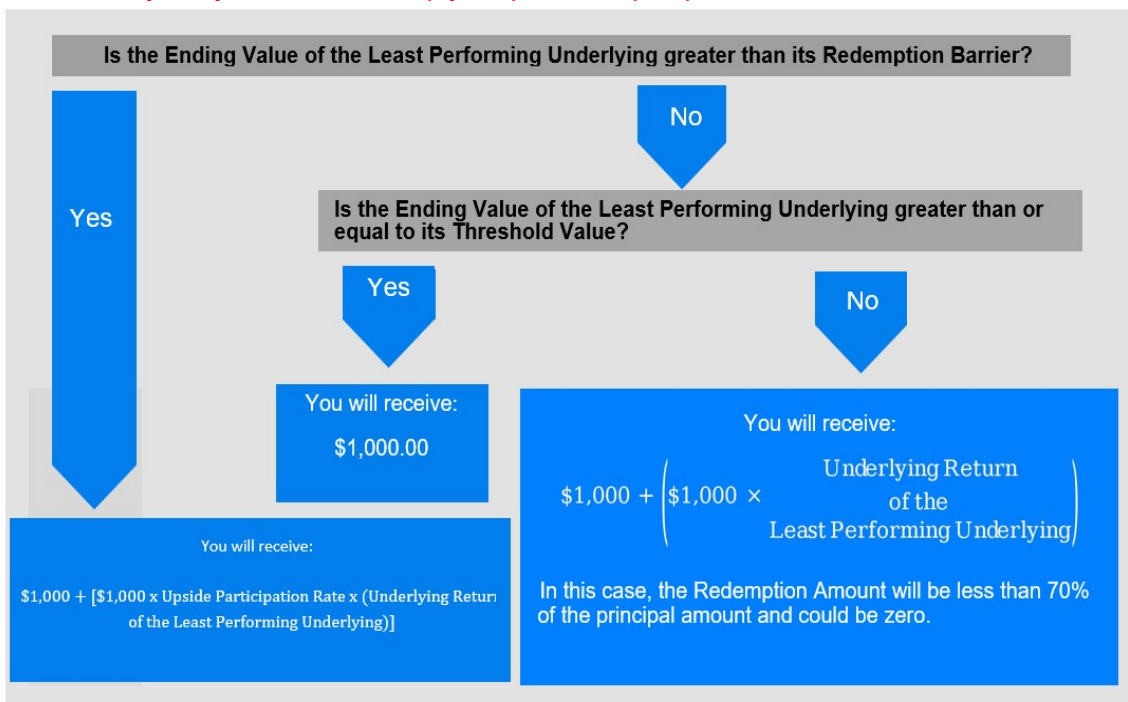 Is the Ending Value of the Least Performing Underlying greater than its Redemption Barrier?
No
Yes
Is the Ending Value of the Least Performing Underlying greater than or
equal to its Threshold Value?
Yes
No
You will receive:
$1,000.00
You will receive:
$1,000 + ($1,000 × Underlying Return
of the
Least Performing Underlying)
In this case, the Redemption Amount will be less than 70%
of the principal amount and could be zero.
You will receive:
$1,000 + [$1,000 x Upside Participation Rate x (Underlying Return
of the Least Performing Underlying)]